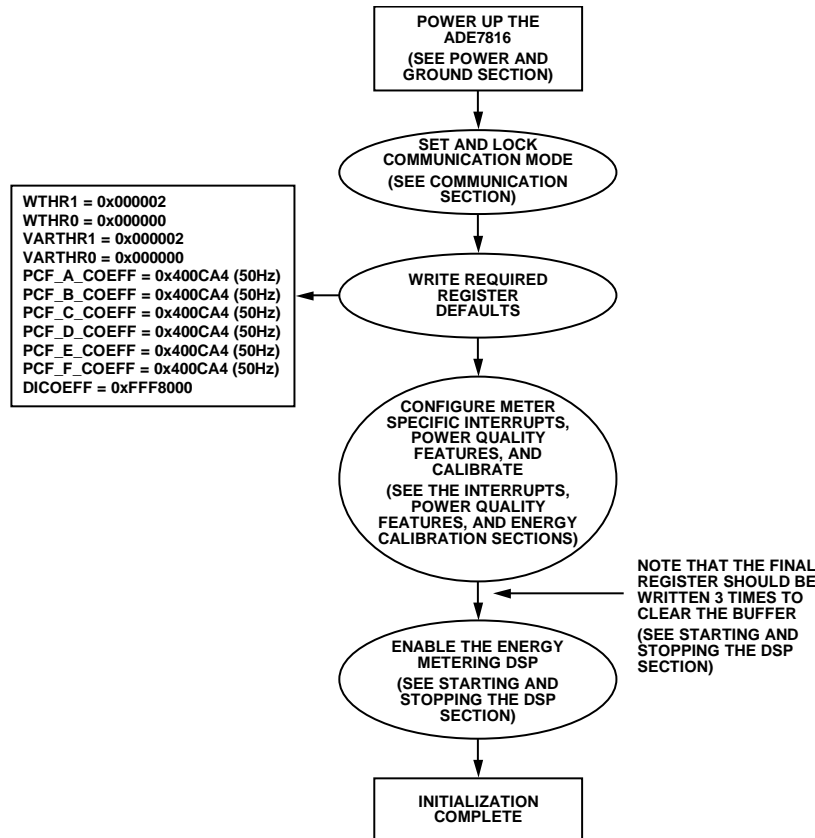 POWER UP THE
ADE7816
(SEE POWER AND
GROUND SECTION)
SET AND LOCK
COMMUNICATION MODE
(SEE COMMUNICATION
SECTION)
WTHR1 = 0x000002
WTHR0 = 0x000000
VARTHR1 = 0x000002
VARTHR0 = 0x000000
PCF_A_COEFF = 0x400CA4 (50Hz)
PCF_B_COEFF = 0x400CA4 (50Hz)
PCF_C_COEFF = 0x400CA4 (50Hz)
PCF_D_COEFF = 0x400CA4 (50Hz)
PCF_E_COEFF = 0x400CA4 (50Hz)
PCF_F_COEFF = 0x400CA4 (50Hz)
DICOEFF = 0xFFF8000
WRITE REQUIRED
REGISTER
DEFAULTS
CONFIGURE METER
SPECIFIC INTERRUPTS,
POWER QUALITY
FEATURES, AND
CALIBRATE
(SEE THE INTERRUPTS,
POWER QUALITY
FEATURES, AND ENERGY
CALIBRATION SECTIONS)
NOTE THAT THE FINAL
REGISTER SHOULD BE
WRITTEN 3 TIMES TO
CLEAR THE BUFFER
(SEE STARTING AND
STOPPING THE DSP
SECTION)
ENABLE THE ENERGY
METERING DSP
(SEE STARTING AND
STOPPING THE DSP
SECTION)
INITIALIZATION
COMPLETE